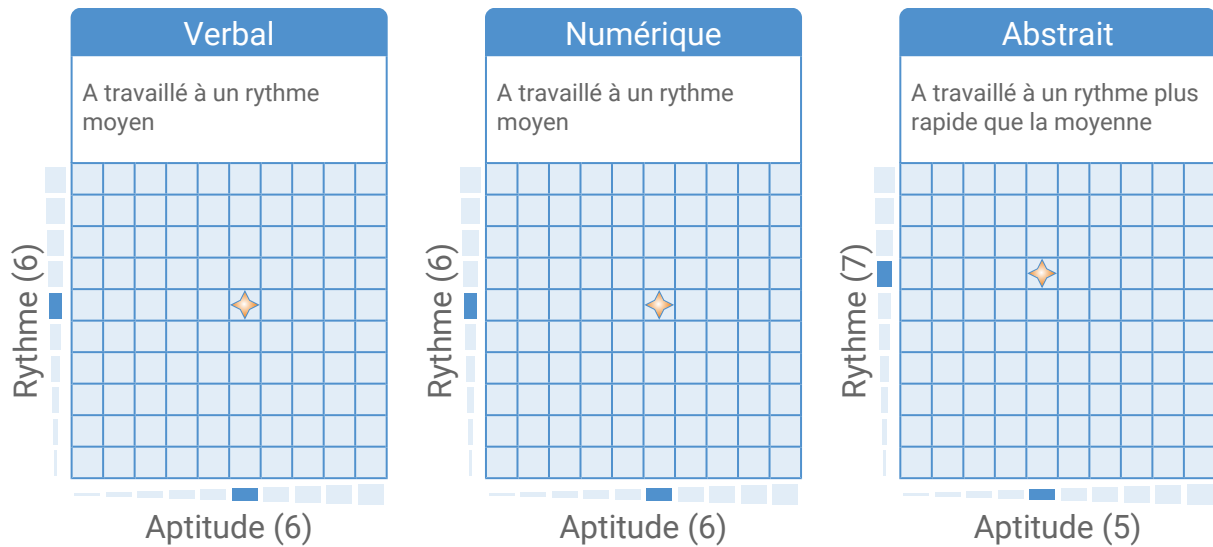 Verbal
A travaillé à un rythme
moyen
Rythme (6)
Aptitude (6)
Numérique
A travaillé à un rythme
moyen
Rythme (6)
Aptitude (6)
Abstrait
A travaillé à un rythme plus
rapide que la moyenne
Rythme (7)
Aptitude (5)